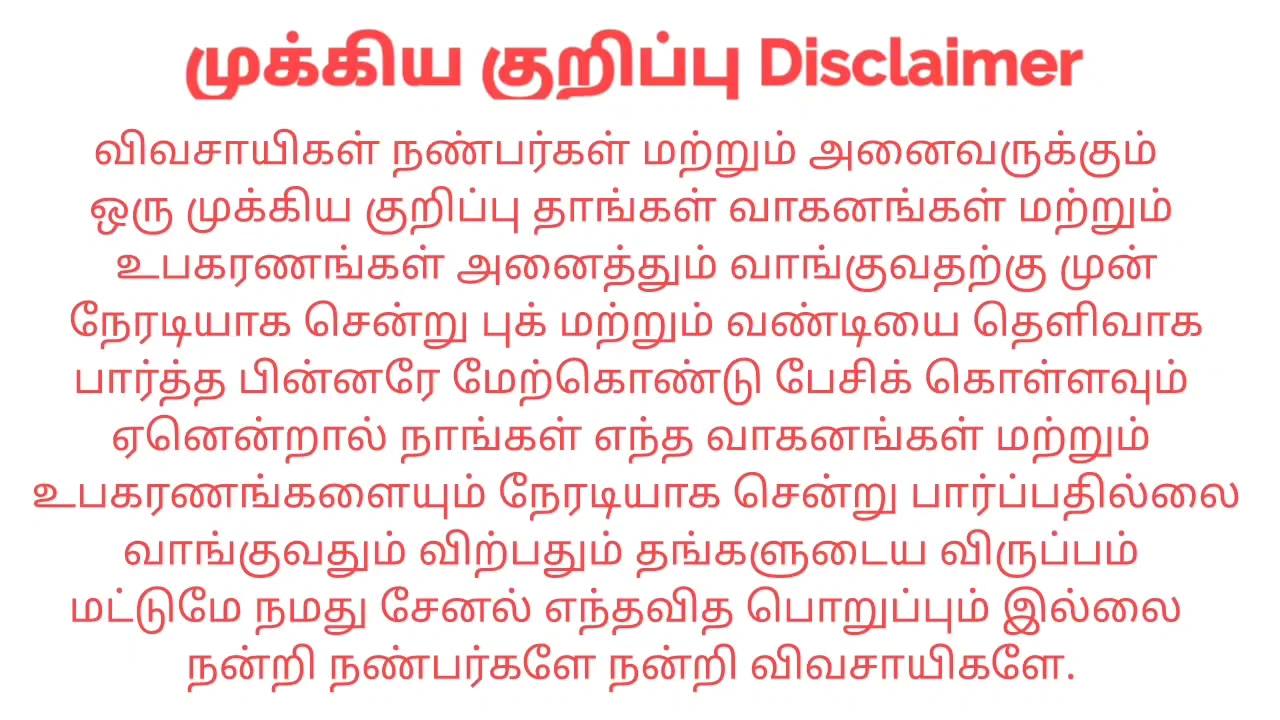 முக்கிய குறிப்பு Disclaimer
விவசாயிகள் நண்பர்கள் மற்றும் அனைவருக்கும்
ஒரு முக்கிய குறிப்பு தாங்கள் வாகனங்கள் மற்றும்
உபகரணங்கள் அனைத்தும் வாங்குவதற்கு முன்
நேரடியாக சென்று புக் மற்றும் வண்டியை தெளிவாக
பார்த்த பின்னரே மேற்கொண்டு பேசிக் கொள்ளவும்
ஏனென்றால் நாங்கள் எந்த வாகனங்கள் மற்றும்
உபகரணங்களையும் நேரடியாக சென்று பார்ப்பதில்லை
வாங்குவதும் விற்பதும் தங்களுடைய விருப்பம்
மட்டுமே நமது சேனல் எந்தவித பொறுப்பும் இல்லை
நன்றி நண்பர்களே நன்றி விவசாயிகளே.